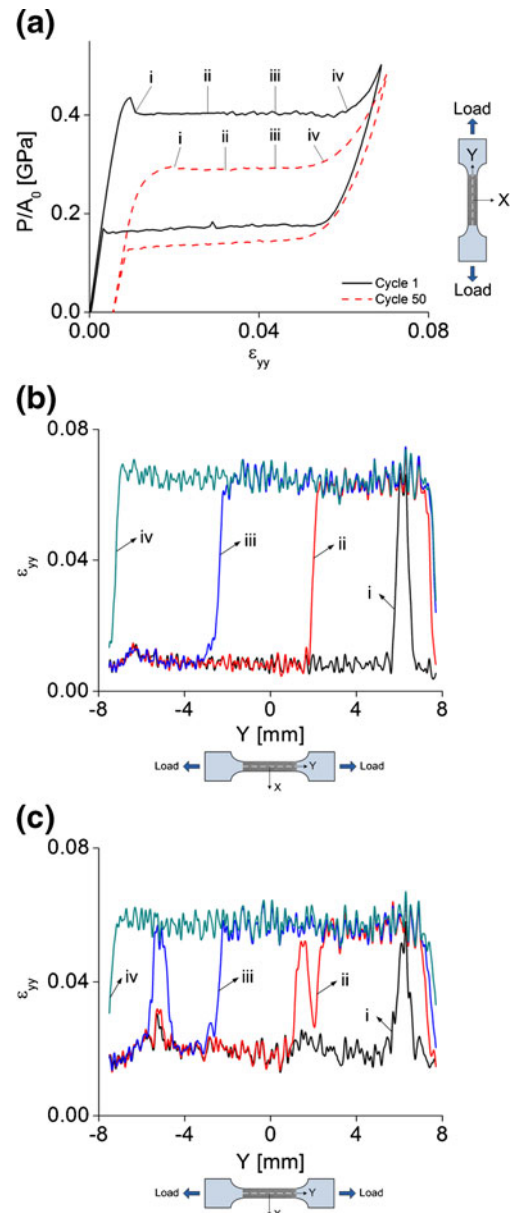 (a)
i
ii
iii
iv
i
ii
iii
iv
0.4
0.2
0.0
P/A0 [GPa]
0.00
0.04
0.08
εyy
Cycle 1
Cycle 50
Load
Y
X
Load
(b)
0.08
0.04
0.00
εyy
iv
iii
ii
i
-8
-4
0
4
8
Y [mm]
Load
Y
X
Load
(c)
0.08
0.04
0.00
εyy
iv
iii
ii
i
-8
-4
0
4
8
Y [mm]
Load
Y
Load